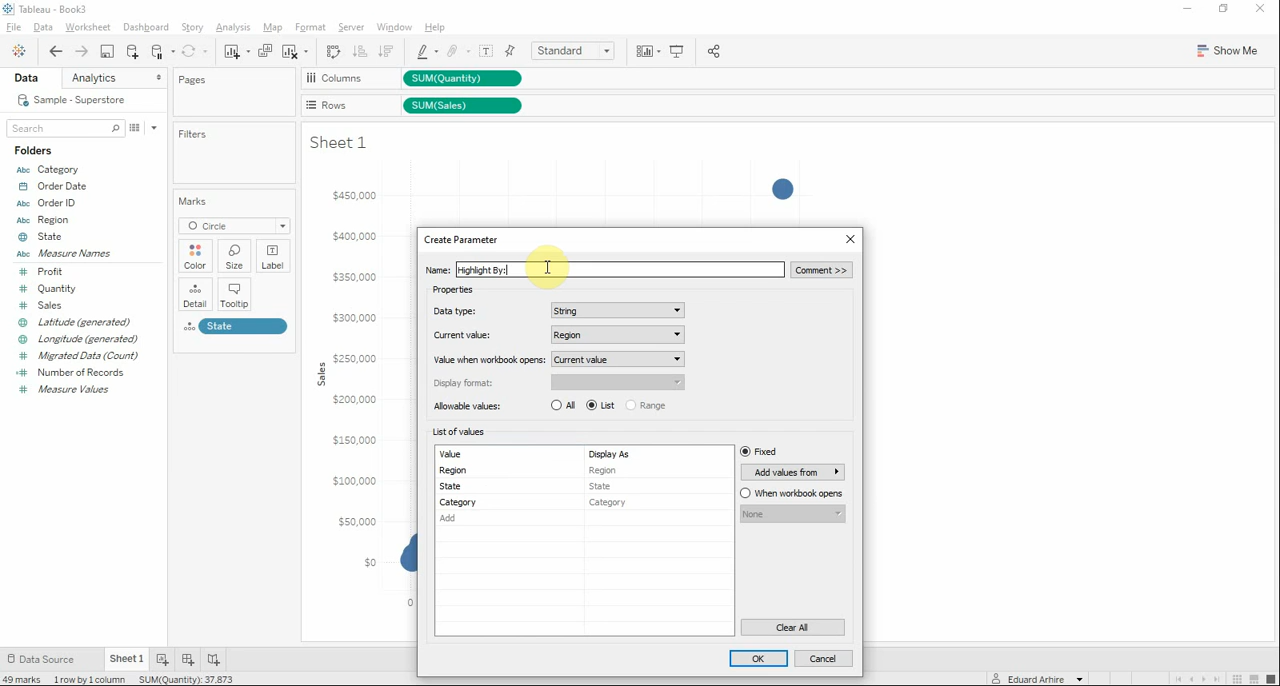 Tableau - Book3
File Data Worksheet Dashboard Story Analysis Map Format Server Window Help
Standard
Show Me
Data Analytics
Sample - Superstore
Search
Folders
Abc Category
Order Date
Abc Order ID
Abc Region
State
Abc Measure Names
# Profit
# Quantity
# Sales
Latitude (generated)
Longitude (generated)
# Migrated Data (Count)
=# Number of Records
# Measure Values
Pages
Filters
Marks
Circle
Color Size Label
Detail Tooltip
State
Columns SUM(Quantity)
Rows SUM(Sales)
Sheet 1
Sales
$450,000
$400,000
$350,000
$300,000
$250,000
$200,000
$150,000
$100,000
$50,000
$0
0
Create Parameter
Name: Highlight By: Comment >>
Properties
Data type: String
Current value: Region
Value when workbook opens: Current value
Display format:
Allowable values: All List Range
List of values
Value Display As
Region Region
State State
Category Category
Add
Fixed
Add values from
When workbook opens
None
Clear All
OK Cancel
Data Source Sheet 1
49 marks 1 row by 1 column SUM(Quantity): 37,873
Eduard Arhire